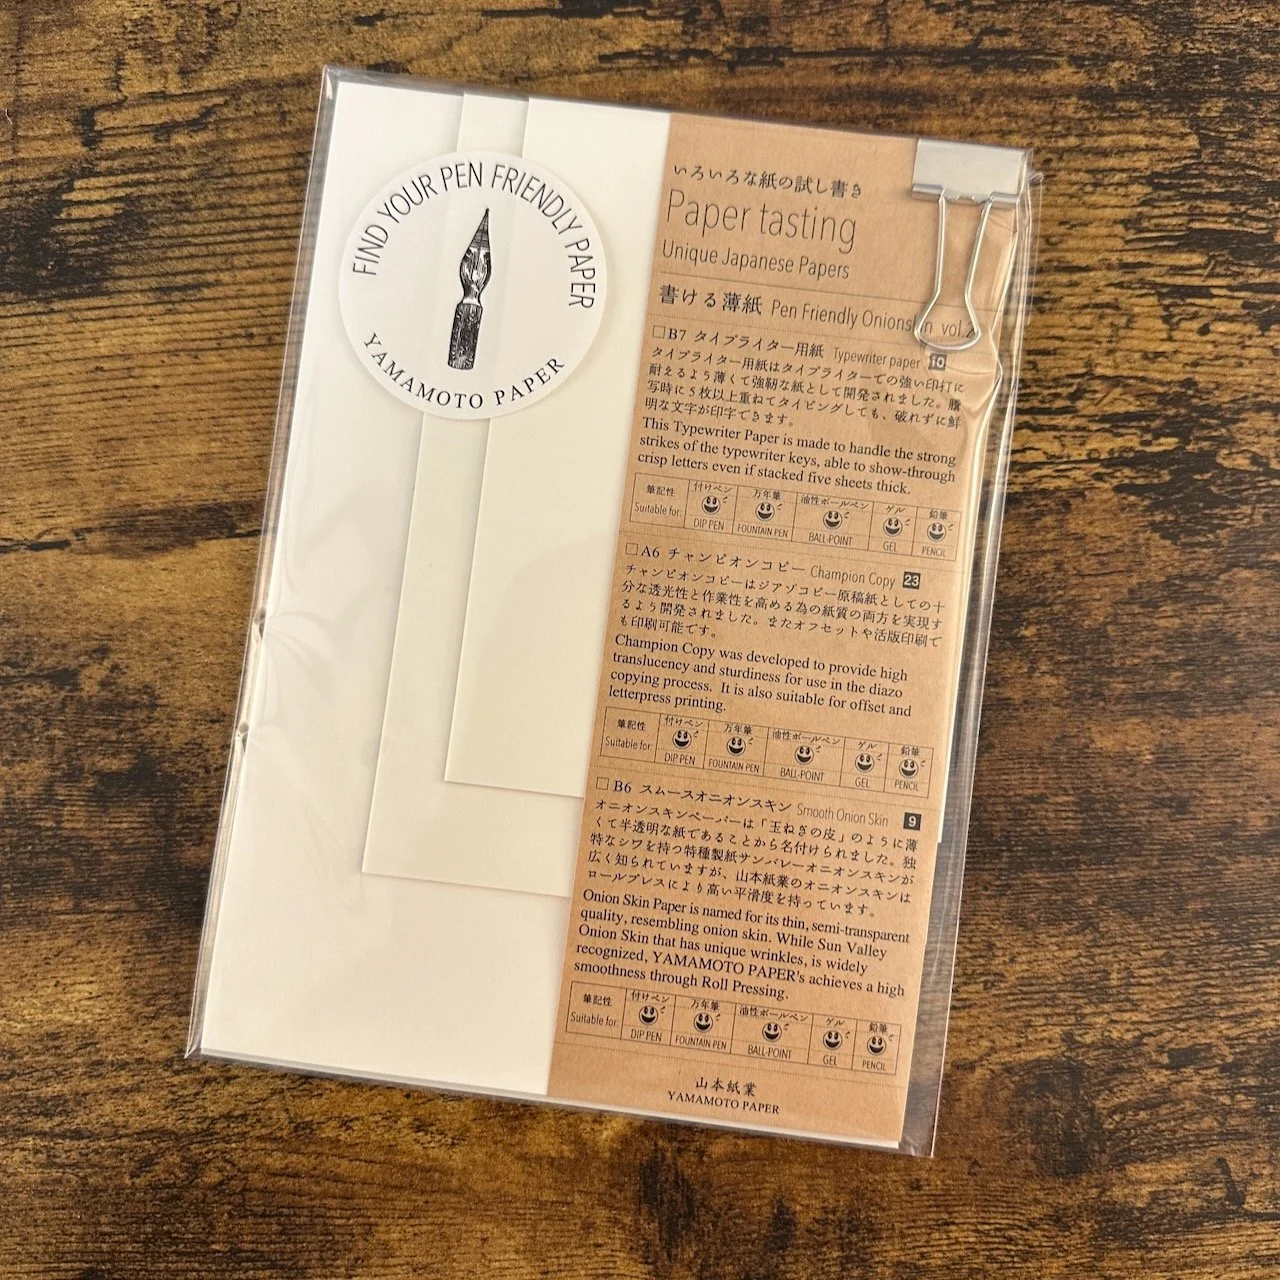 FIND YOUR PEN FRIENDLY PAPER
YAMAMOTO PAPER
いろいろな紙の試し書き
Paper tasting
Unique Japanese Papers
書ける薄紙 Pen Friendly Onionskin vol.2
□B7 タイプライター用紙 Typewriter paper 10
タイプライター用紙はタイプライターでの強い印打に
耐えるよう薄くて強靭な紙として開発されました。謄
写時に5枚以上重ねてタイピングしても、破れずに鮮
明な文字が印字できます。
This Typewriter Paper is made to handle the strong
strikes of the typewriter keys, able to show-through
crisp letters even if stacked five sheets thick.
筆記性 付けペン 万年筆 油性ボールペン ゲル 鉛筆
Suitable for: DIP PEN FOUNTAIN PEN BALL-POINT GEL PENCIL
□A6 チャンピオンコピー Champion Copy 23
チャンピオンコピーはジアゾコピー原稿紙としての十
分な透光性と作業性を高める為の紙質の両方を実現す
るよう開発されました。またオフセットや活版印刷で
も印刷可能です。
Champion Copy was developed to provide high
translucency and sturdiness for use in the diazo
copying process. It is also suitable for offset and
letterpress printing.
筆記性 付けペン 万年筆 油性ボールペン ゲル 鉛筆
Suitable for: DIP PEN FOUNTAIN PEN BALL-POINT GEL PENCIL
□B6 スムースオニオンスキン Smooth Onion Skin 9
オニオンスキンペーパーは「玉ねぎの皮」のように薄
くて半透明な紙であることから名付けられました。独
特なシワを持つ特種製紙サンバレーオニオンスキンが
広く知られていますが、山本紙業のオニオンスキンは
ロールプレスにより高い平滑度を持っています。
Onion Skin Paper is named for its thin, semi-transparent
quality, resembling onion skin. While Sun Valley
Onion Skin that has unique wrinkles, is widely
recognized, YAMAMOTO PAPER's achieves a high
smoothness through Roll Pressing.
筆記性 付けペン 万年筆 油性ボールペン ゲル 鉛筆
Suitable for: DIP PEN FOUNTAIN PEN BALL-POINT GEL PENCIL
山本紙業
YAMAMOTO PAPER